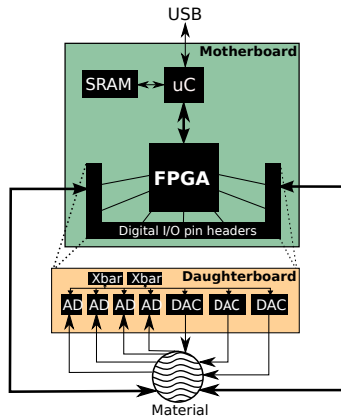 USB
Motherboard
SRAM
uC
FPGA
Digital I/O pin headers
Xbar Xbar Daughterboard
AD AD AD AD DAC DAC DAC
Material